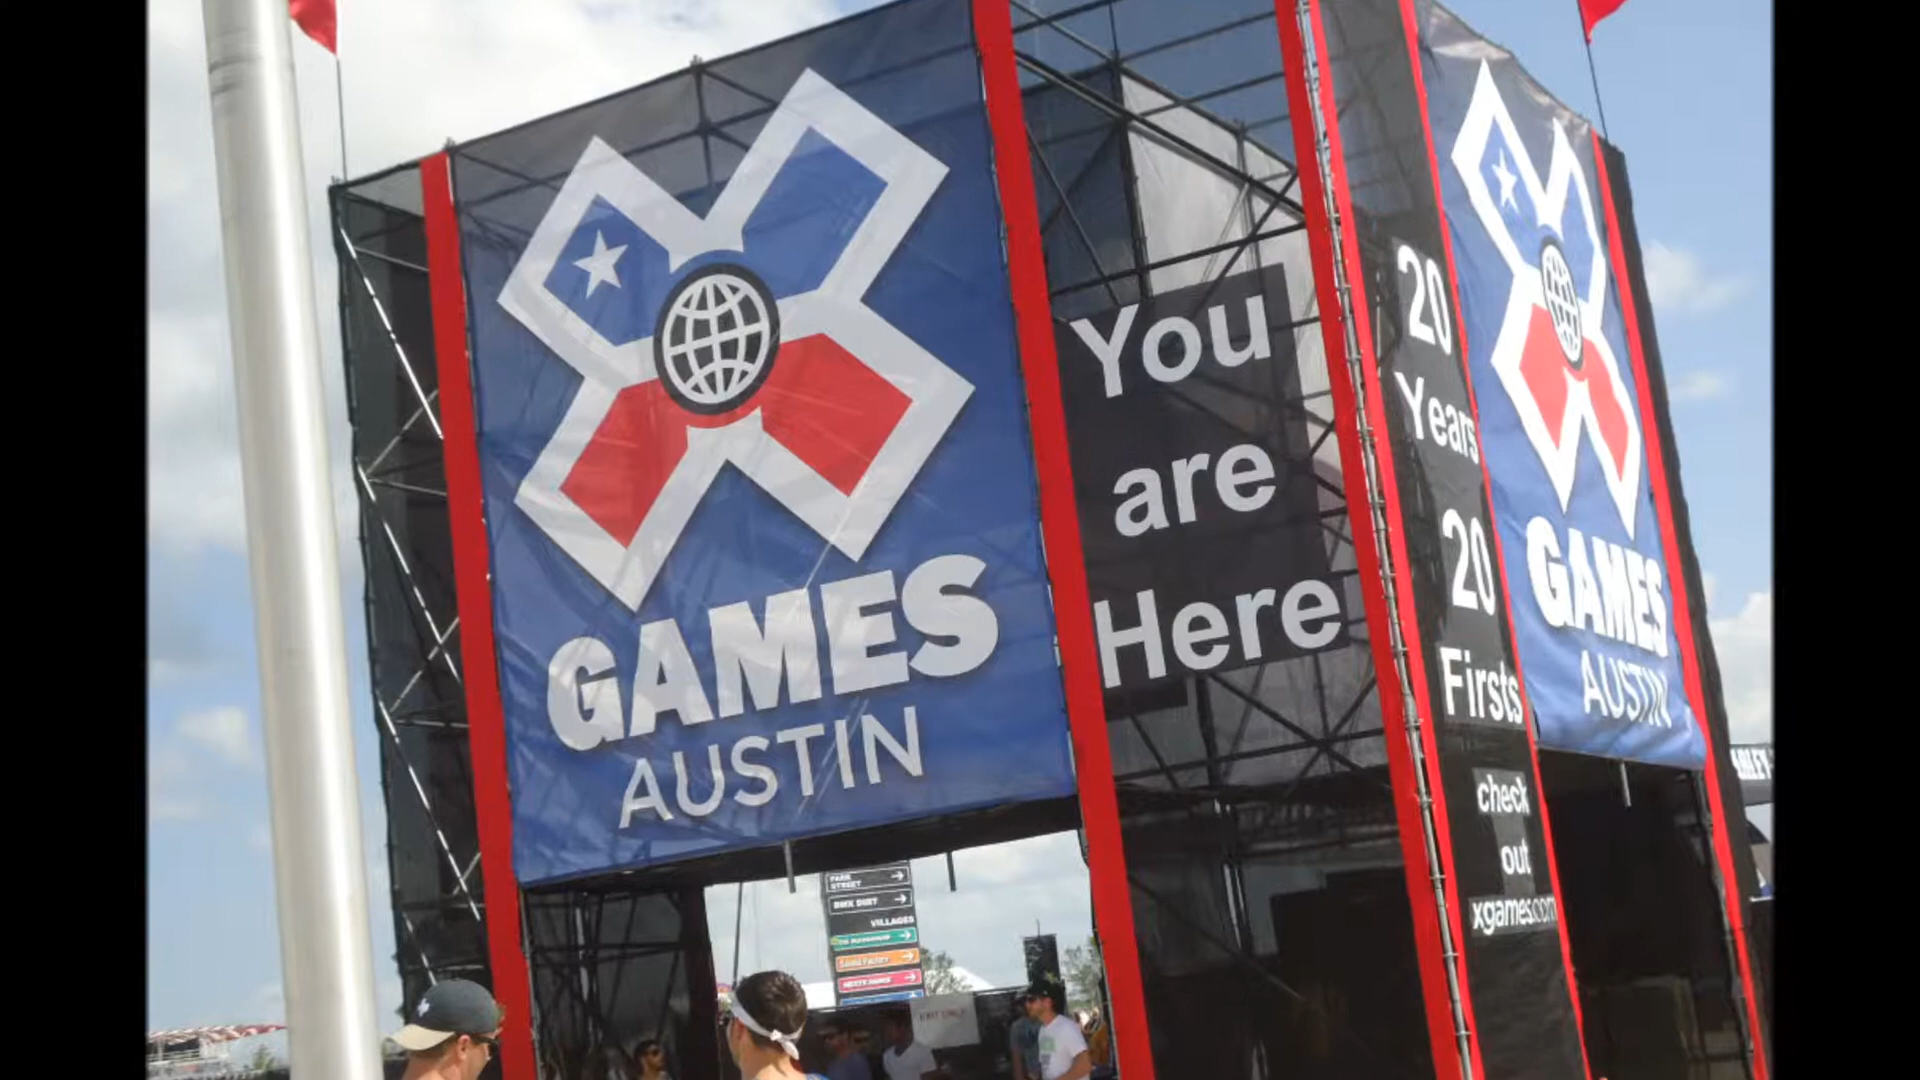 GAMES
AUSTIN
You
are
Here
20
Years
20
Firsts
check
out
xgames.com
GAMES
AUSTIN
PARK
STREET
BMX DIRT
VILLAGES